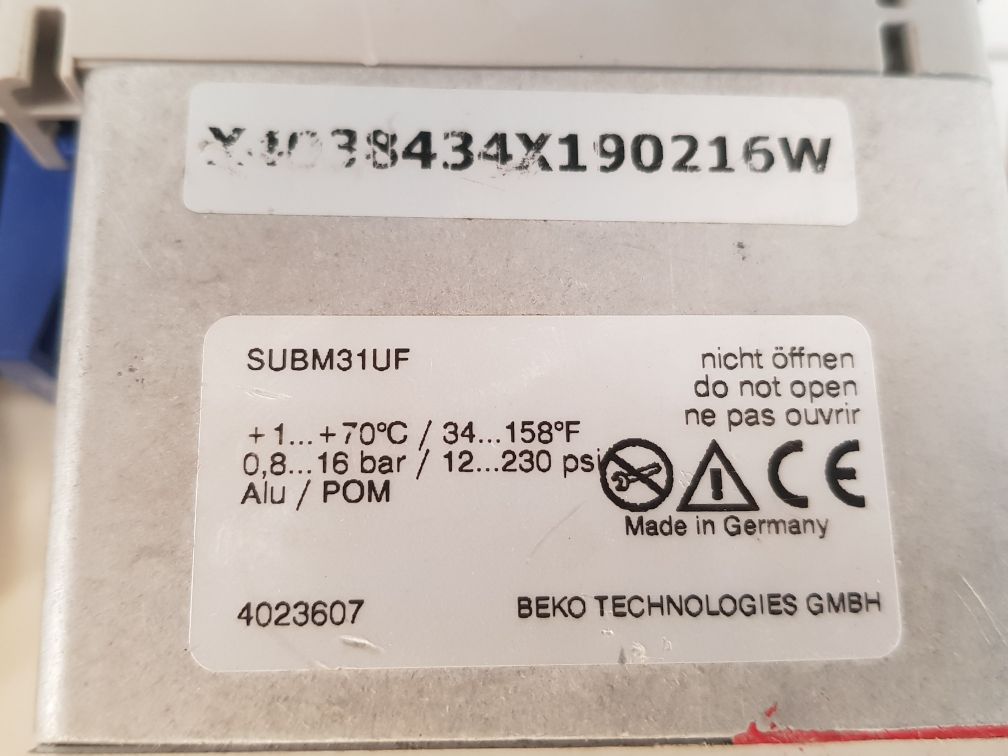 X4038434X190216W
SUBM31UF
nicht öffnen
do not open
ne pas ouvrir
+1...+70°C / 34...158°F
0,8...16 bar / 12...230 psi
Alu / POM
CE
Made in Germany
4023607
BEKO TECHNOLOGIES GMBH